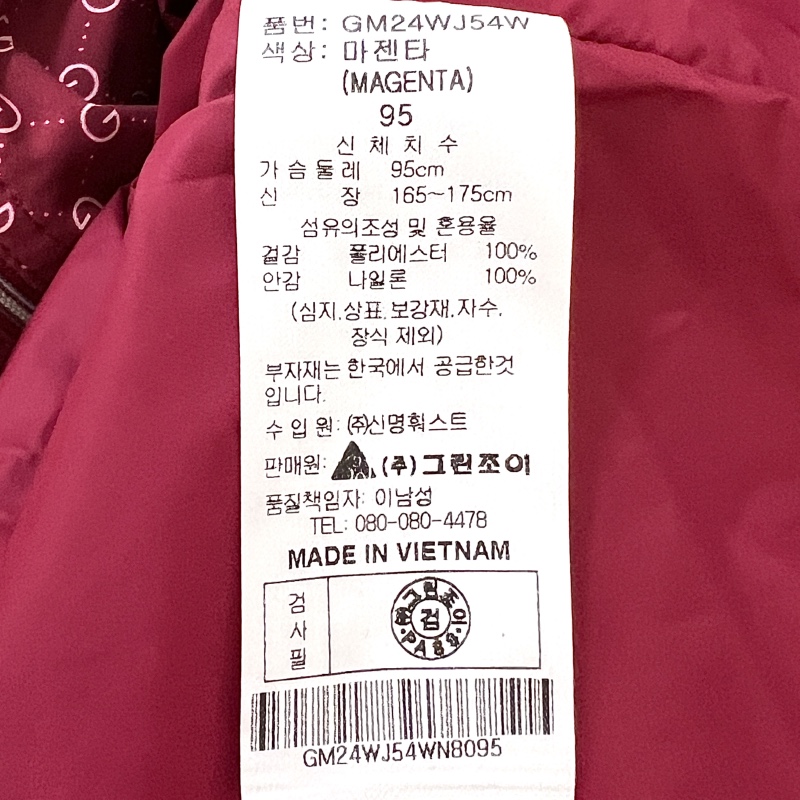 품번: GM24WJ54W
색상: 마젠타
(MAGENTA)
95
신 체 치 수
가슴둘레 95cm
신 장 165~175cm
섬유의조성 및 혼용율
겉감 폴리에스터 100%
안감 나일론 100%
(심지.상표.보강재.자수.
장식 제외)
부자재는 한국에서 공급한것
입니다.
수 입 원: (주)신명훠스트
판매원: (주)그린조이
품질책임자: 이남성
TEL: 080-080-4478
MADE IN VIETNAM
검사필
그린조이
검
PASS
GM24WJ54WN8095